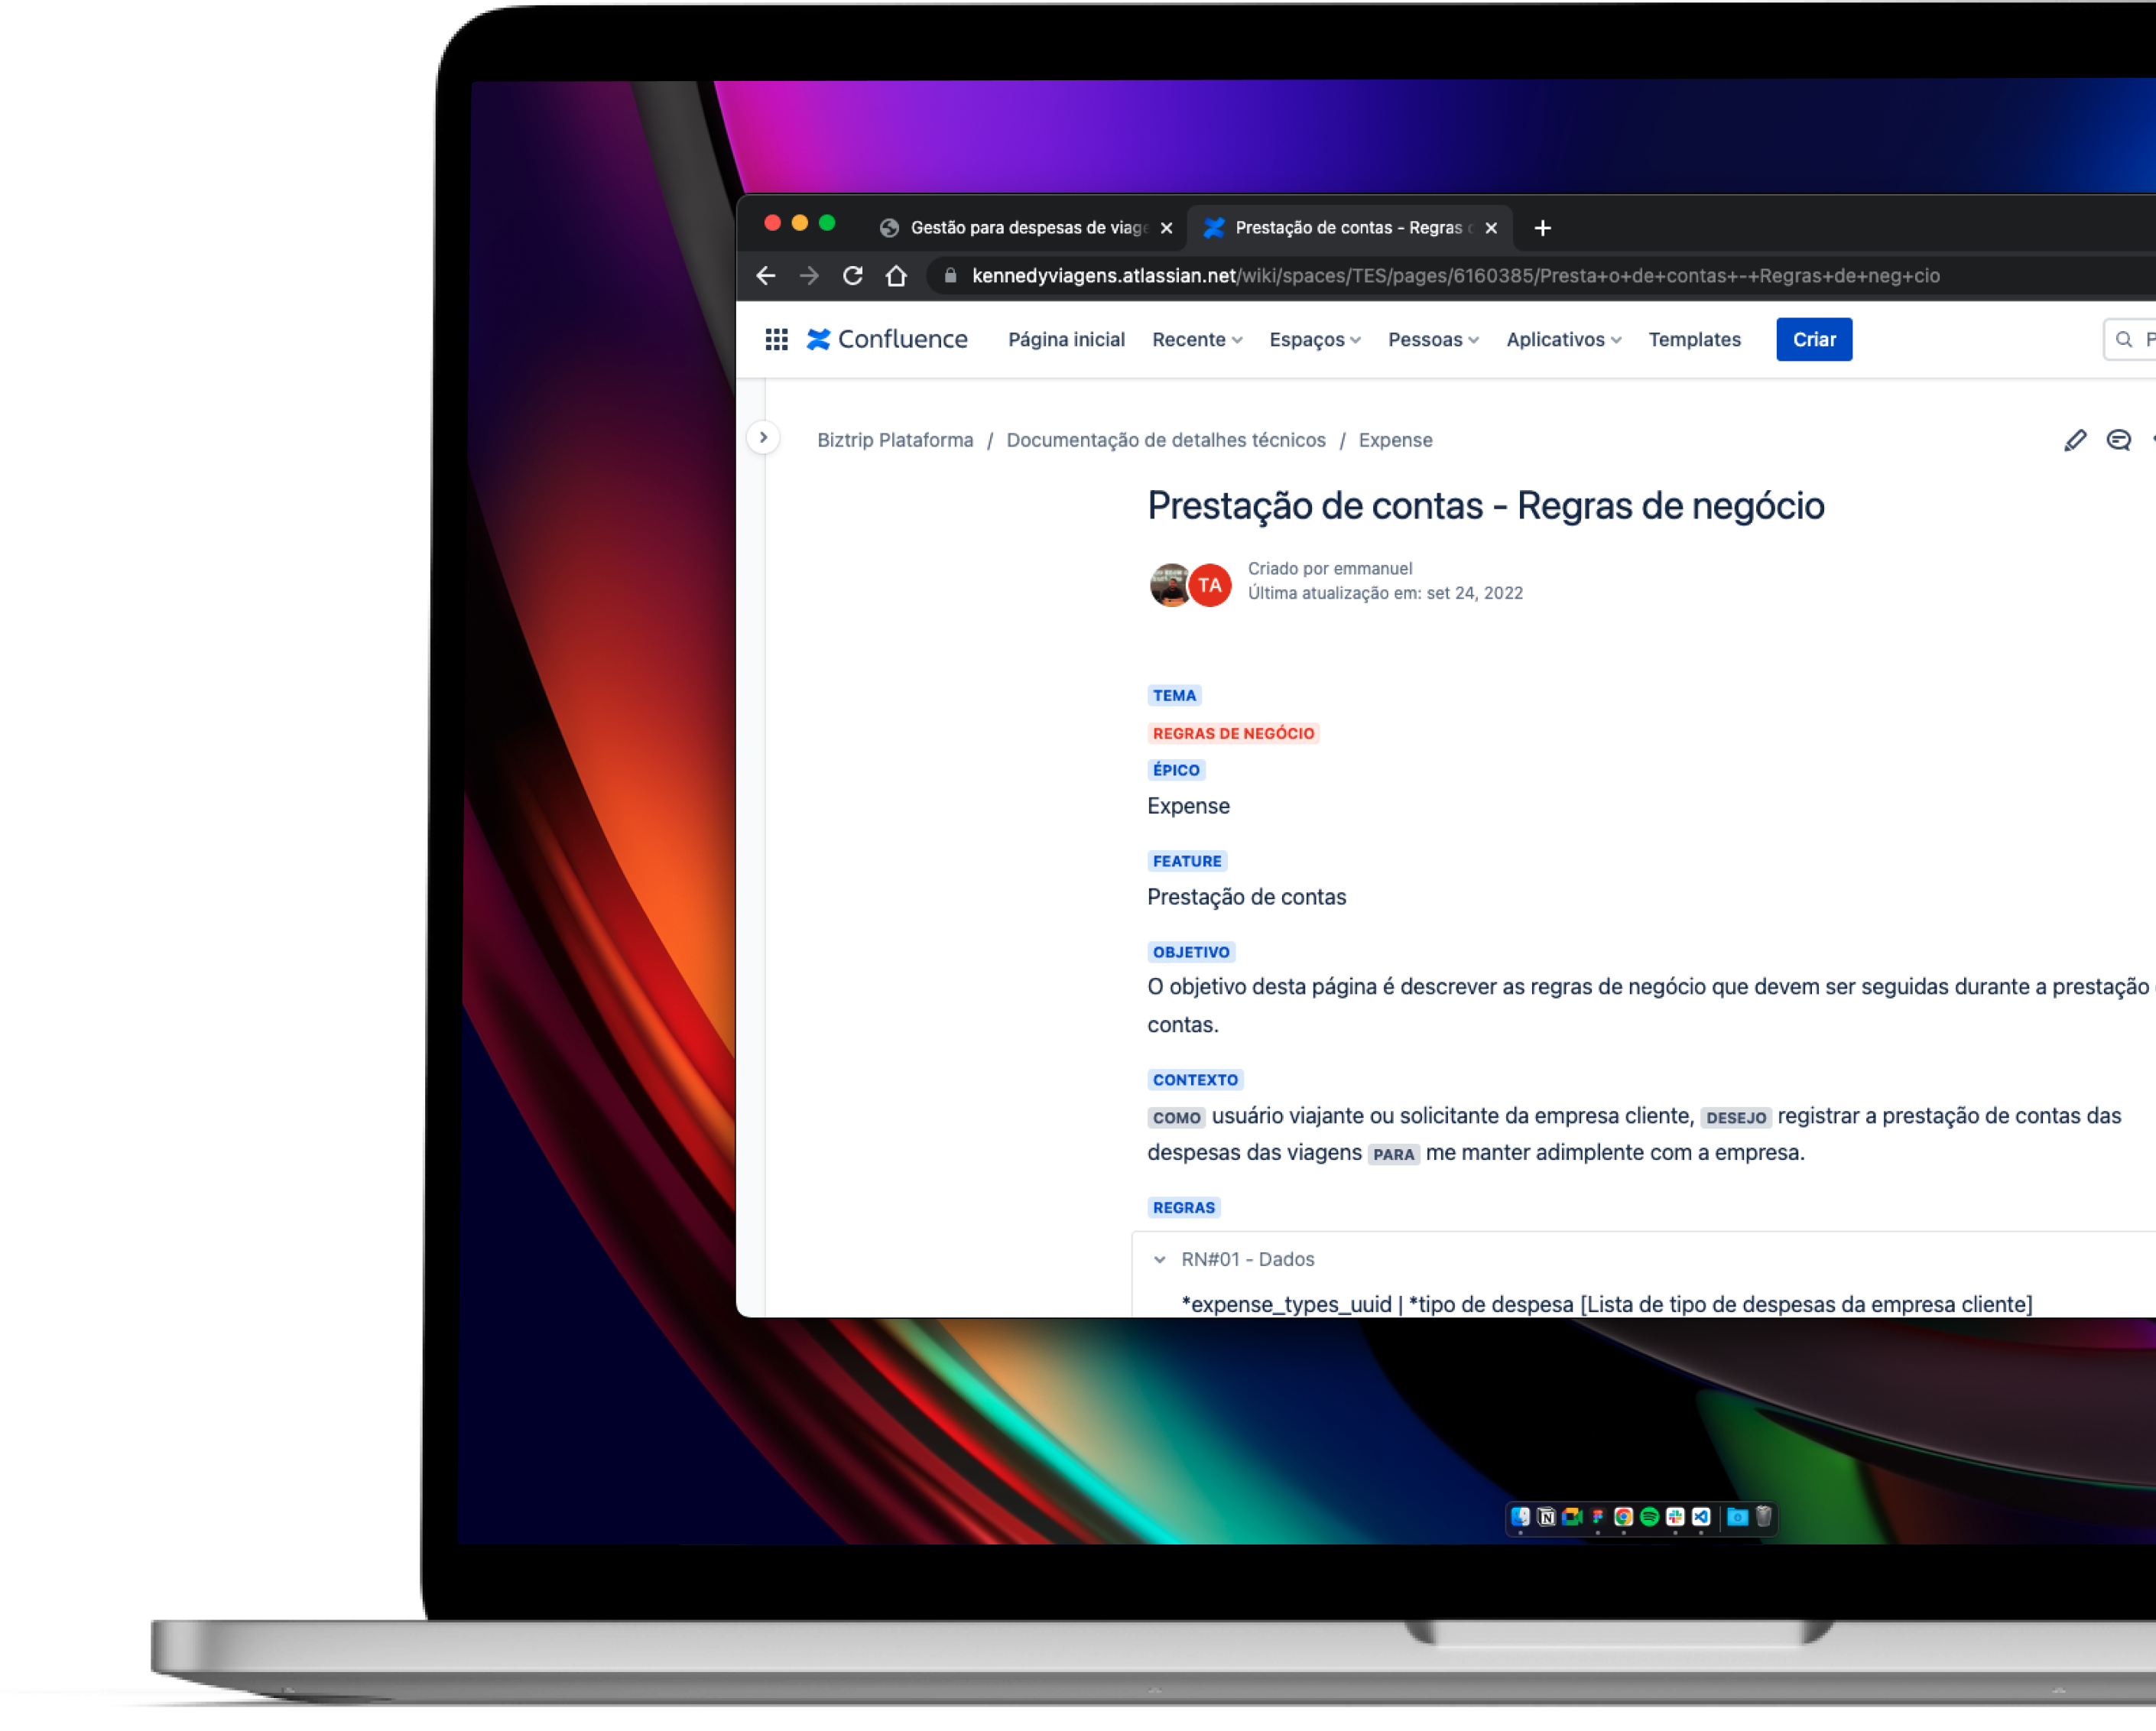 Gestão para despesas de viage
Prestação de contas - Regras
kennedyviagens.atlassian.net/wiki/spaces/TES/pages/6160385/Presta+o+de+contas+-+Regras+de+neg+cio
Confluence Página inicial Recente Espaços Pessoas Aplicativos Templates Criar
Biztrip Plataforma / Documentação de detalhes técnicos / Expense
Prestação de contas - Regras de negócio
TA
Criado por emmanuel
Última atualização em: set 24, 2022
TEMA
REGRAS DE NEGÓCIO
ÉPICO
Expense
FEATURE
Prestação de contas
OBJETIVO
O objetivo desta página é descrever as regras de negócio que devem ser seguidas durante a prestação
contas.
CONTEXTO
COMO usuário viajante ou solicitante da empresa cliente, DESEJO registrar a prestação de contas das
despesas das viagens PARA me manter adimplente com a empresa.
REGRAS
RN#01 - Dados
*expense_types_uuid | *tipo de despesa [Lista de tipo de despesas da empresa cliente]